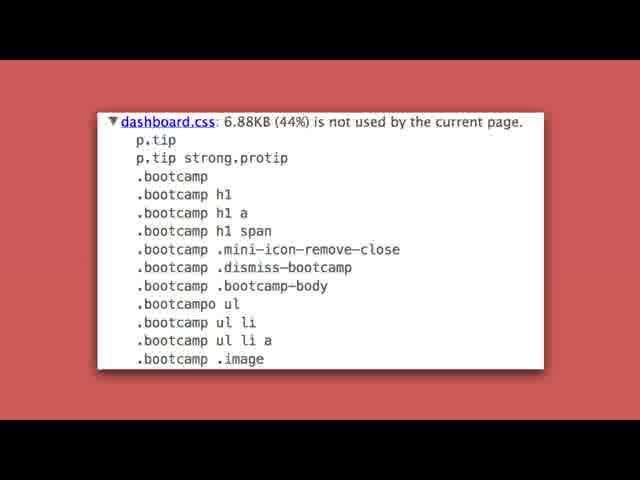 ▼dashboard.css: 6.88KB (44%) is not used by the current page.
p.tip
p.tip strong.protip
.bootcamp
.bootcamp h1
.bootcamp h1 a
.bootcamp h1 span
.bootcamp .mini-icon-remove-close
.bootcamp .dismiss-bootcamp
.bootcamp .bootcamp-body
.bootcampo ul
.bootcamp ul li
.bootcamp ul li a
.bootcamp .image